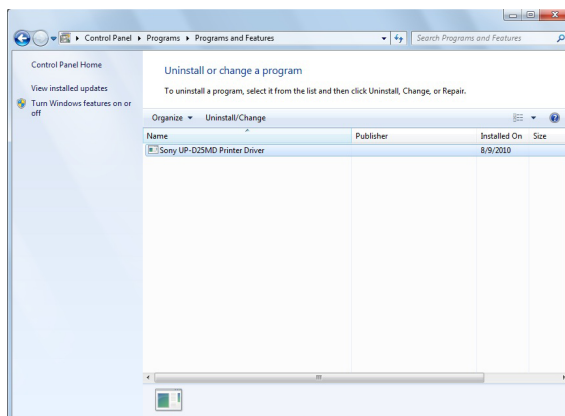 Control Panel Programs Programs and Features Search Programs and Features
Control Panel Home
View installed updates
Turn Windows features on or
off
Uninstall or change a program
To uninstall a program, select it from the list and then click Uninstall, Change, or Repair.
Organize Uninstall/Change
Name Publisher Installed On Size
Sony UP-D25MD Printer Driver 8/9/2010